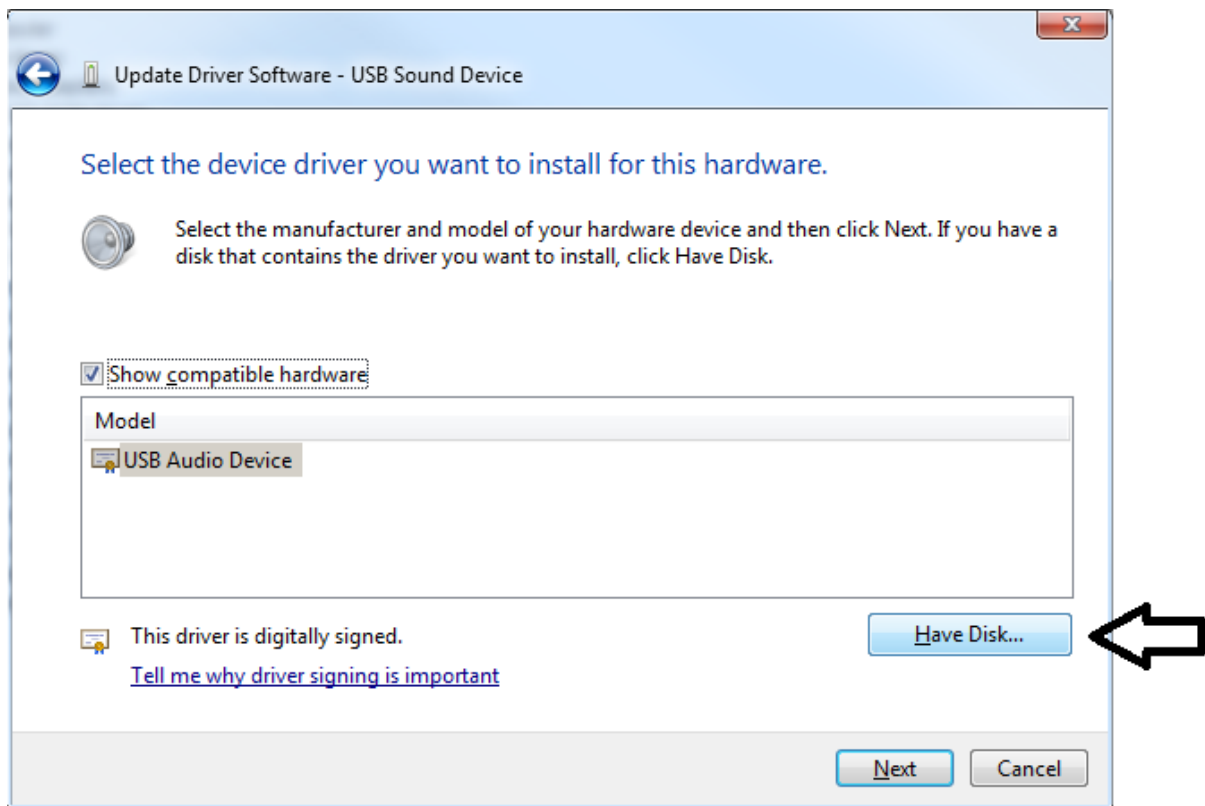 Update Driver Software - USB Sound Device
Select the device driver you want to install for this hardware.
Select the manufacturer and model of your hardware device and then click Next. If you have a
disk that contains the driver you want to install, click Have Disk.
Show compatible hardware
Model
USB Audio Device
This driver is digitally signed.
Have Disk...
Tell me why driver signing is important
Next
Cancel